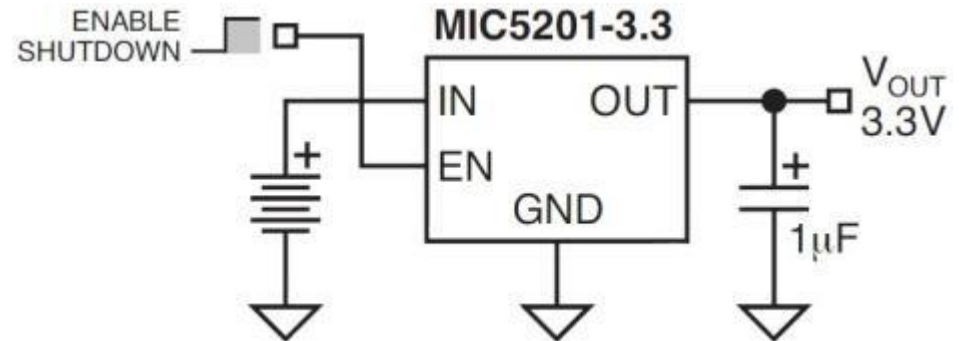 ENABLE
SHUTDOWN
MIC5201-3.3
IN
OUT
EN
GND
VOUT
3.3V
+
+
1μF